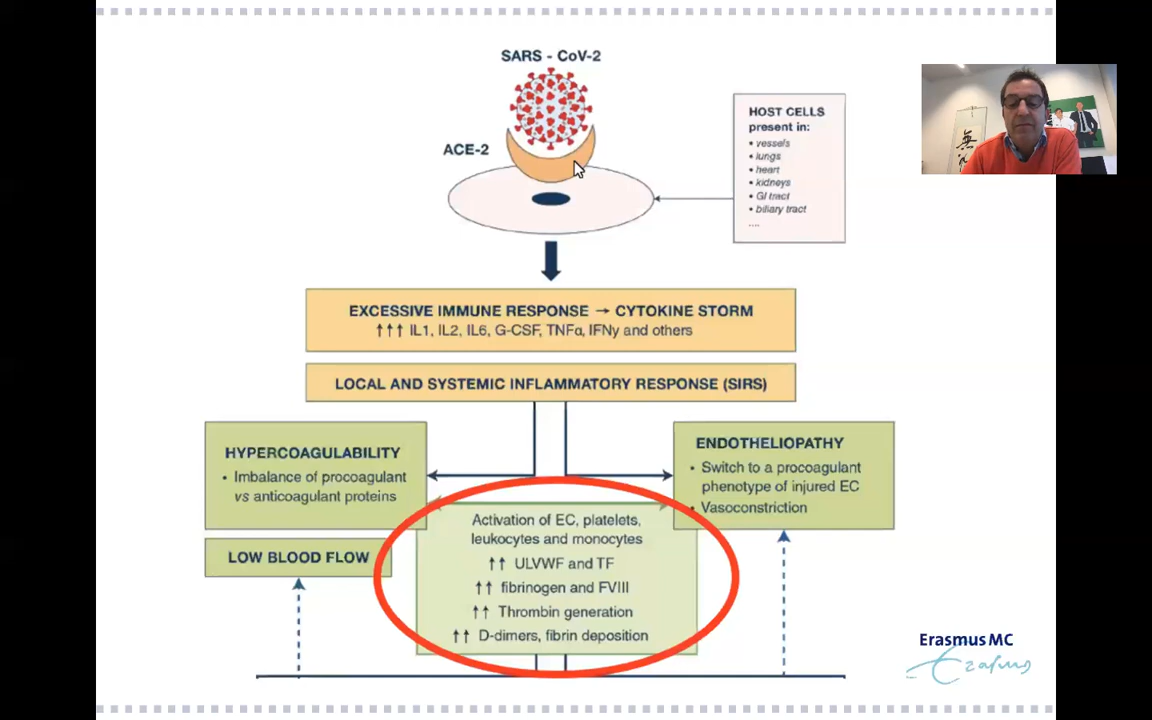 SARS - CoV-2
ACE-2
HOST CELLS
present in:
• vessels
• lungs
• heart
• kidneys
• GI tract
• biliary tract
....
EXCESSIVE IMMUNE RESPONSE → CYTOKINE STORM
↑↑↑ IL1, IL2, IL6, G-CSF, TNFα, IFNγ and others
LOCAL AND SYSTEMIC INFLAMMATORY RESPONSE (SIRS)
HYPERCOAGULABILITY
• Imbalance of procoagulant
vs anticoagulant proteins
LOW BLOOD FLOW
ENDOTHELIOPATHY
• Switch to a procoagulant
phenotype of injured EC
• Vasoconstriction
Activation of EC, platelets,
leukocytes and monocytes
↑↑ ULVWF and TF
↑↑ fibrinogen and FVIII
↑↑ Thrombin generation
↑↑ D-dimers, fibrin deposition
Erasmus MC
Erasmus